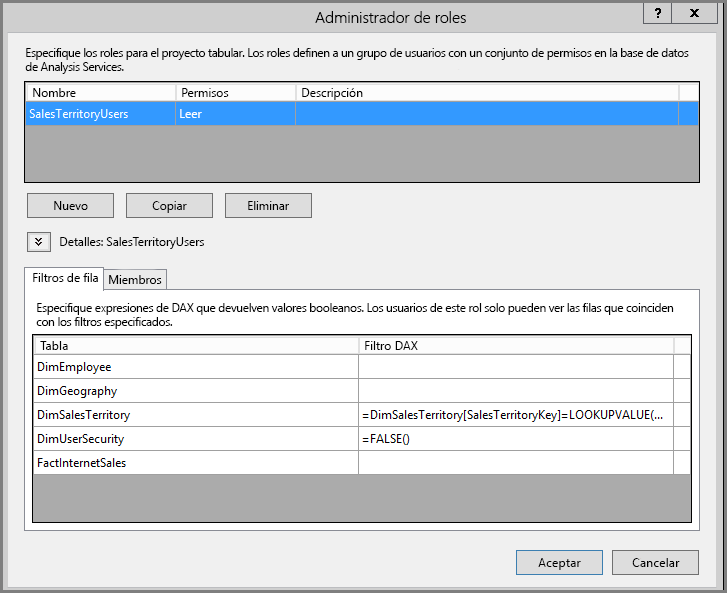 Administrador de roles
? x
Especifique los roles para el proyecto tabular. Los roles definen a un grupo de usuarios con un conjunto de permisos en la base de datos
de Analysis Services.
Nombre Permisos Descripción
SalesTerritoryUsers Leer
Nuevo Copiar Eliminar
Detalles: SalesTerritoryUsers
Filtros de fila Miembros
Especifique expresiones de DAX que devuelven valores booleanos. Los usuarios de este rol solo pueden ver las filas que coinciden
con los filtros especificados.
Tabla Filtro DAX
DimEmployee
DimGeography
DimSalesTerritory =DimSalesTerritory[SalesTerritoryKey]=LOOKUPVALUE(...
DimUserSecurity =FALSE()
FactInternetSales
Aceptar Cancelar